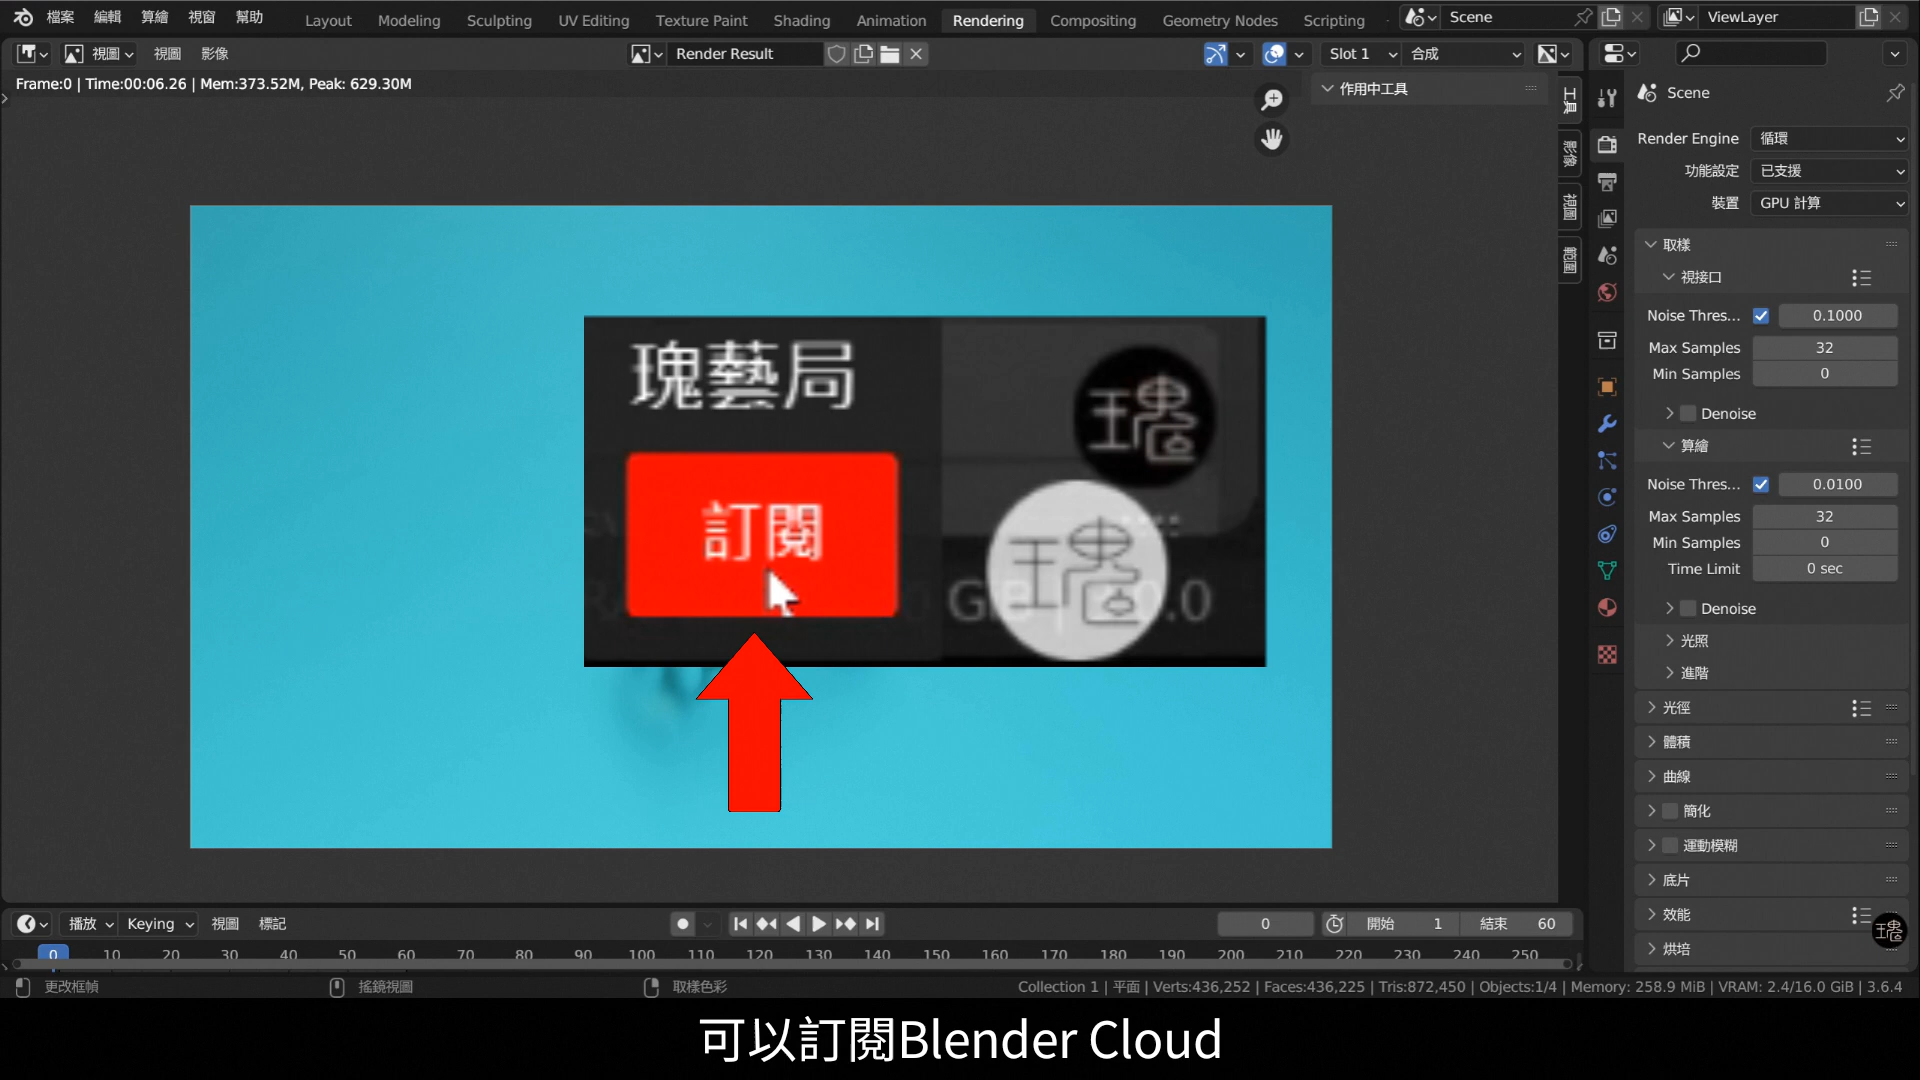 檔案 編輯 算繪 視窗 幫助 Layout Modeling Sculpting UV Editing Texture Paint Shading Animation Rendering Compositing Geometry Nodes Scripting Scene ViewLayer
視圖 視圖 影像 Render Result Slot 1 合成
Frame:0 | Time:00:06.26 | Mem:373.52M, Peak: 629.30M
作用中工具
工具
影像
視圖
範圍
Scene
Render Engine 循環
功能設定 已支援
裝置 GPU 計算
取樣
視接口
Noise Thres... 0.1000
Max Samples 32
Min Samples 0
Denoise
算繪
Noise Thres... 0.0100
Max Samples 32
Min Samples 0
Time Limit 0 sec
Denoise
光照
進階
光徑
體積
曲線
簡化
運動模糊
底片
效能
烘培
瑰藝局
訂閱
瑰
瑰
瑰
播放 Keying 視圖 標記 0 開始 1 結束 60
0 10 20 30 40 50 60 70 80 90 100 110 120 130 140 150 160 170 180 190 200 210 220 230 240 250
更改框幀 搖鏡視圖 取樣色彩 Collection 1 | 平面 | Verts:436,252 | Faces:436,225 | Tris:872,450 | Objects:1/4 | Memory: 258.9 MiB | VRAM: 2.4/16.0 GiB | 3.6.4
可以訂閱Blender Cloud